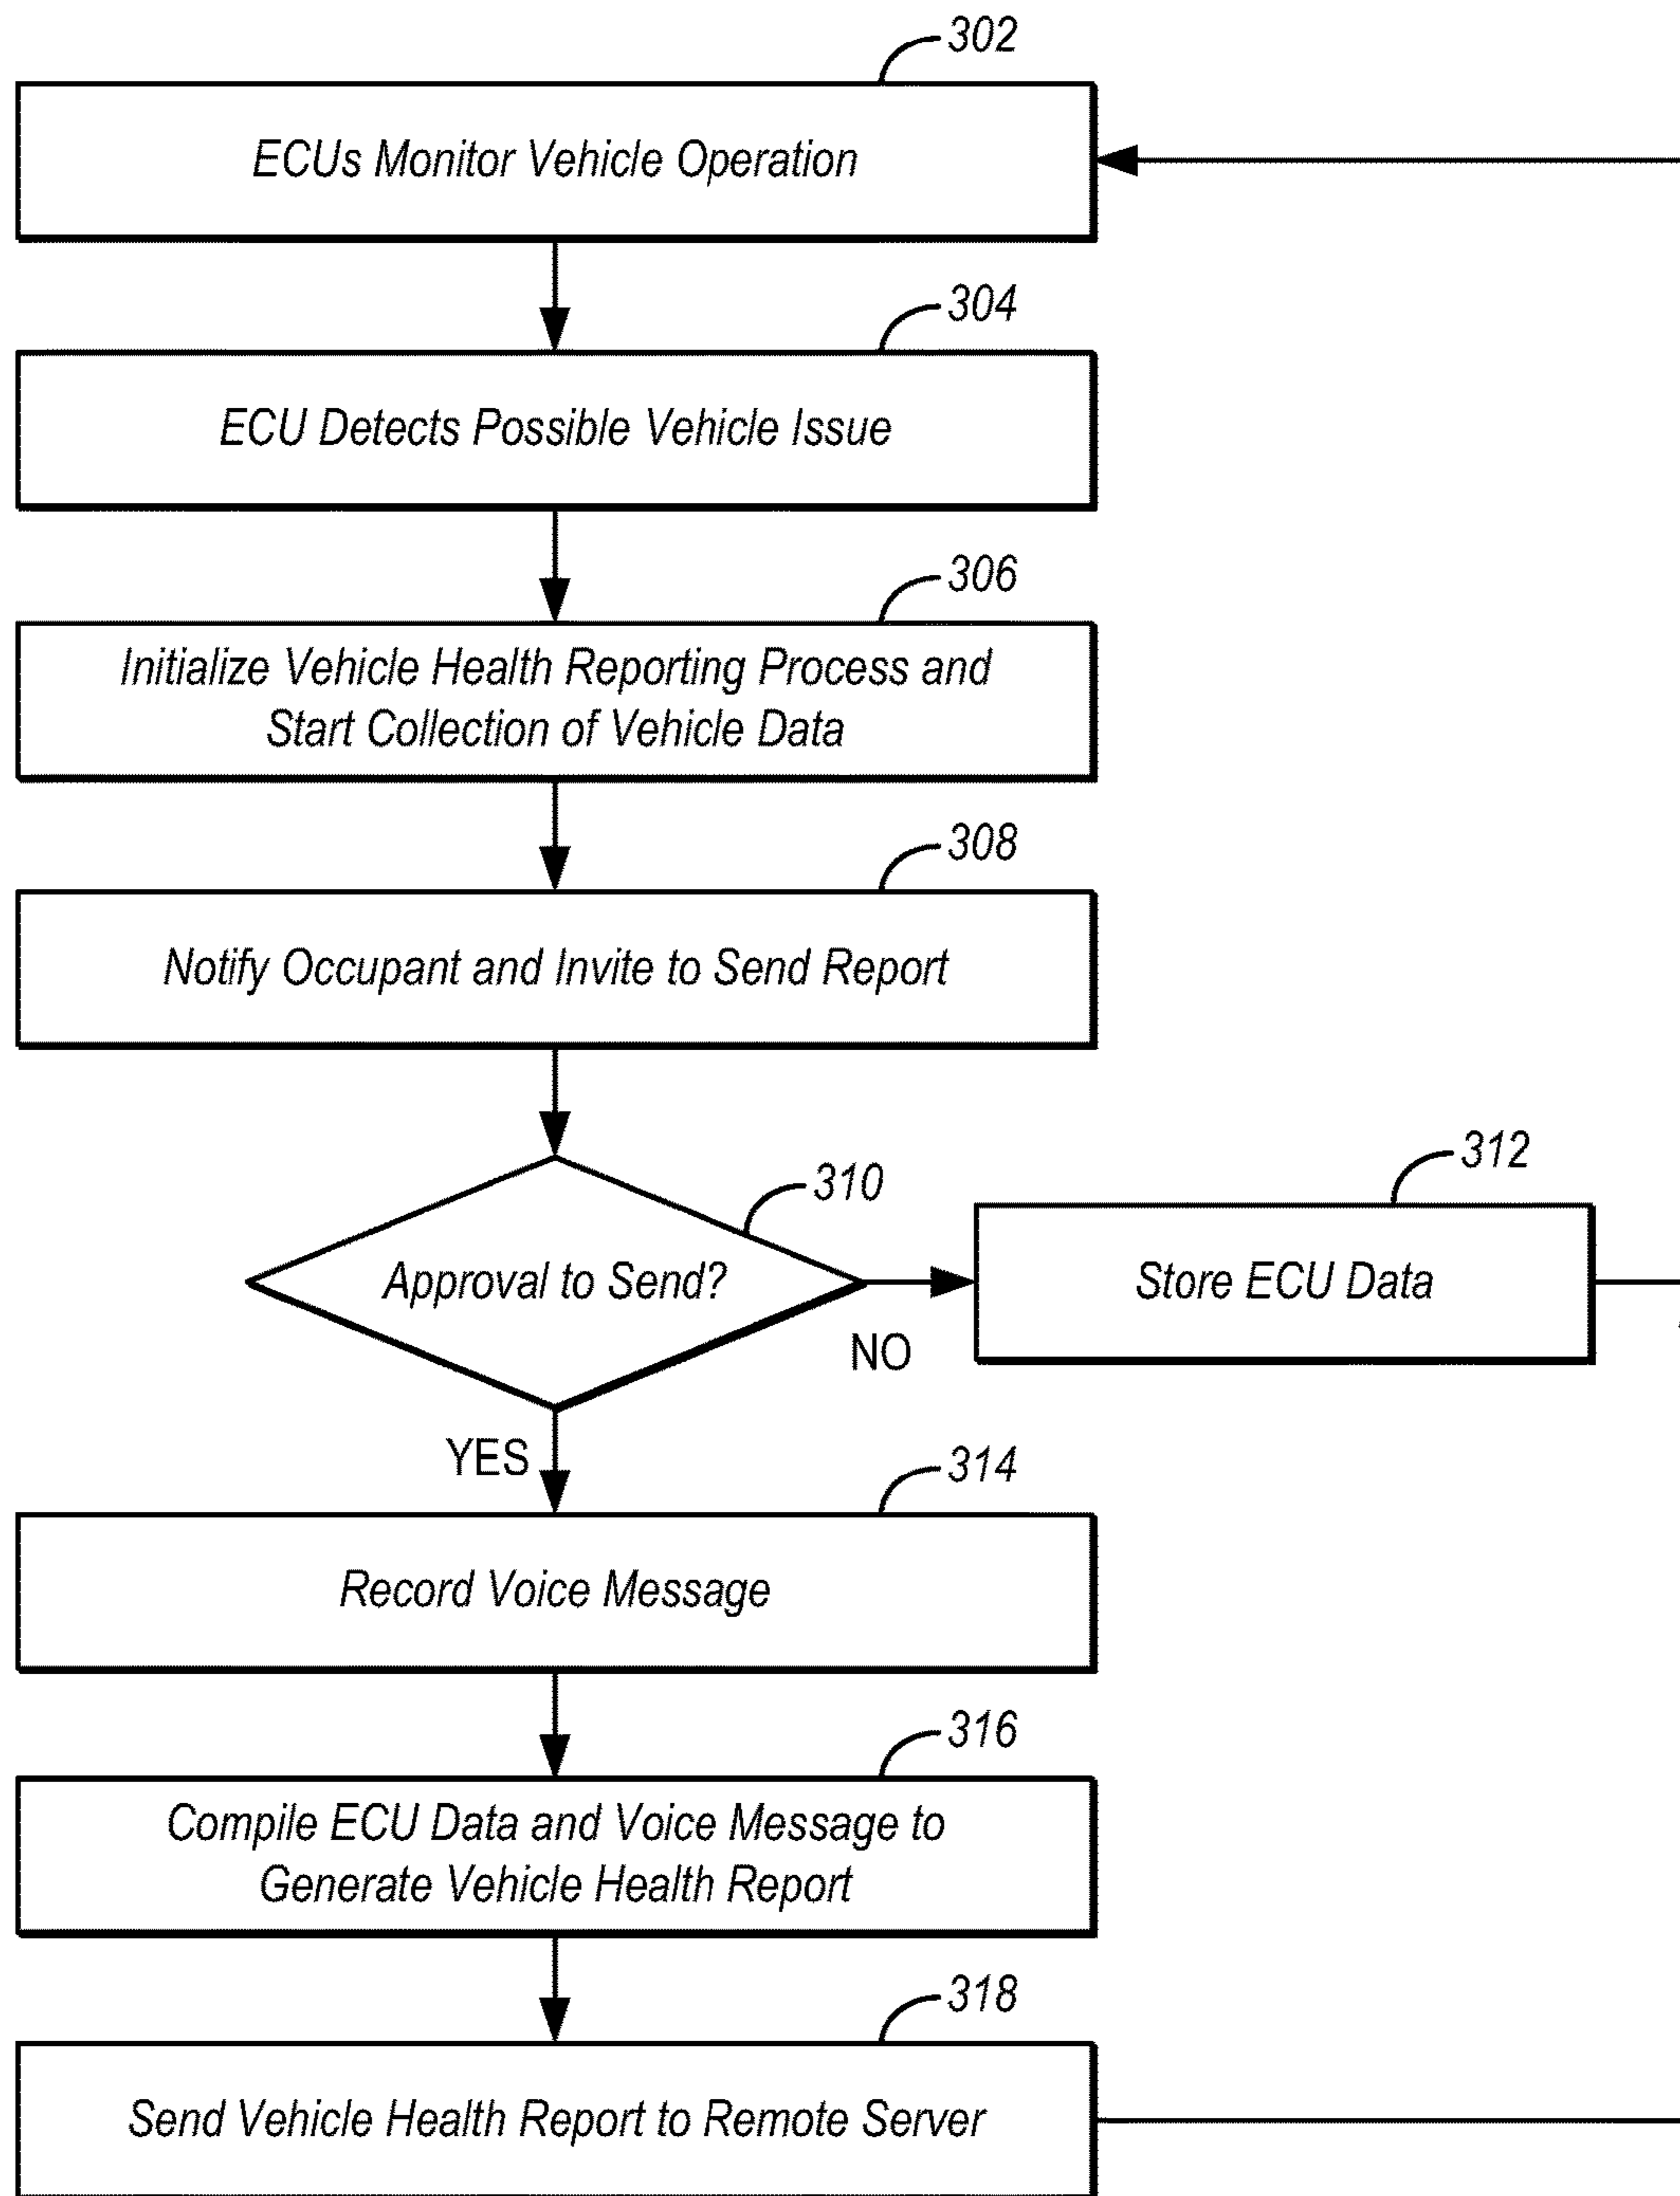 302
ECUs Monitor Vehicle Operation
304
ECU Detects Possible Vehicle Issue
306
Initialize Vehicle Health Reporting Process and
Start Collection of Vehicle Data
308
Notify Occupant and Invite to Send Report
310
Approval to Send?
312
Store ECU Data
NO
YES
314
Record Voice Message
316
Compile ECU Data and Voice Message to
Generate Vehicle Health Report
318
Send Vehicle Health Report to Remote Server